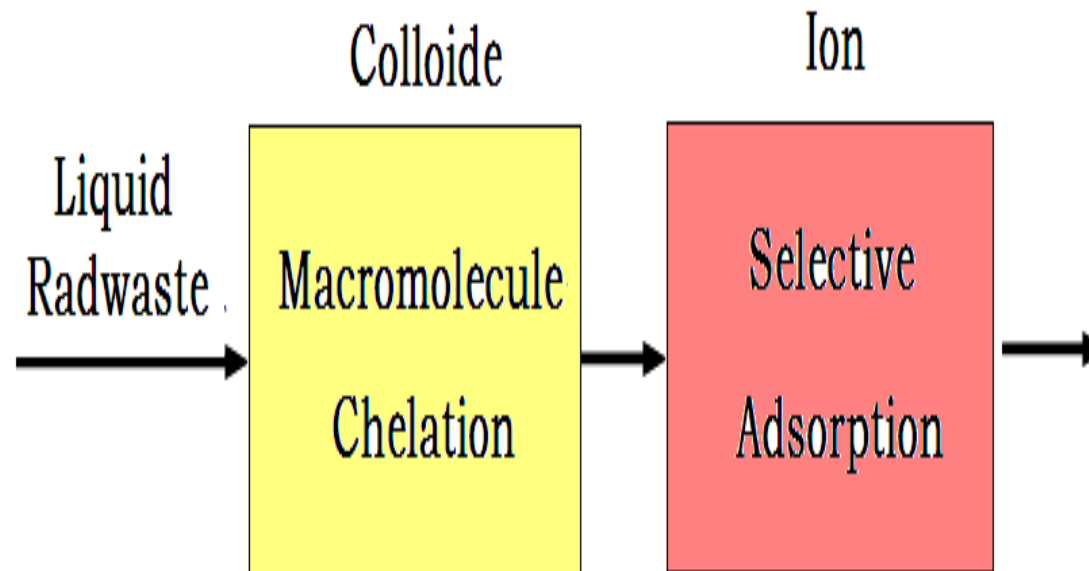 Colloide
Ion
Liquid
Radwaste
Macromolecule
Chelation
Selective
Adsorption